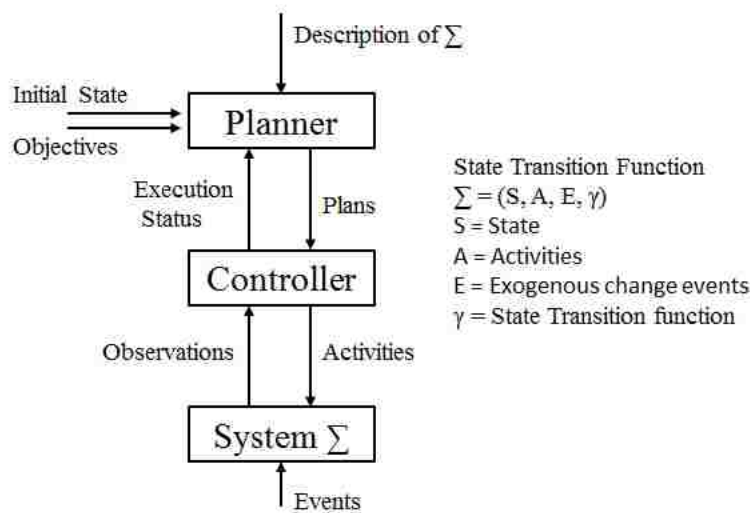 Description of ∑
Initial State
Objectives
Planner
Execution
Status
Plans
Controller
Observations
Activities
System ∑
Events
State Transition Function
∑ = (S, A, E, γ)
S = State
A = Activities
E = Exogenous change events
γ = State Transition function